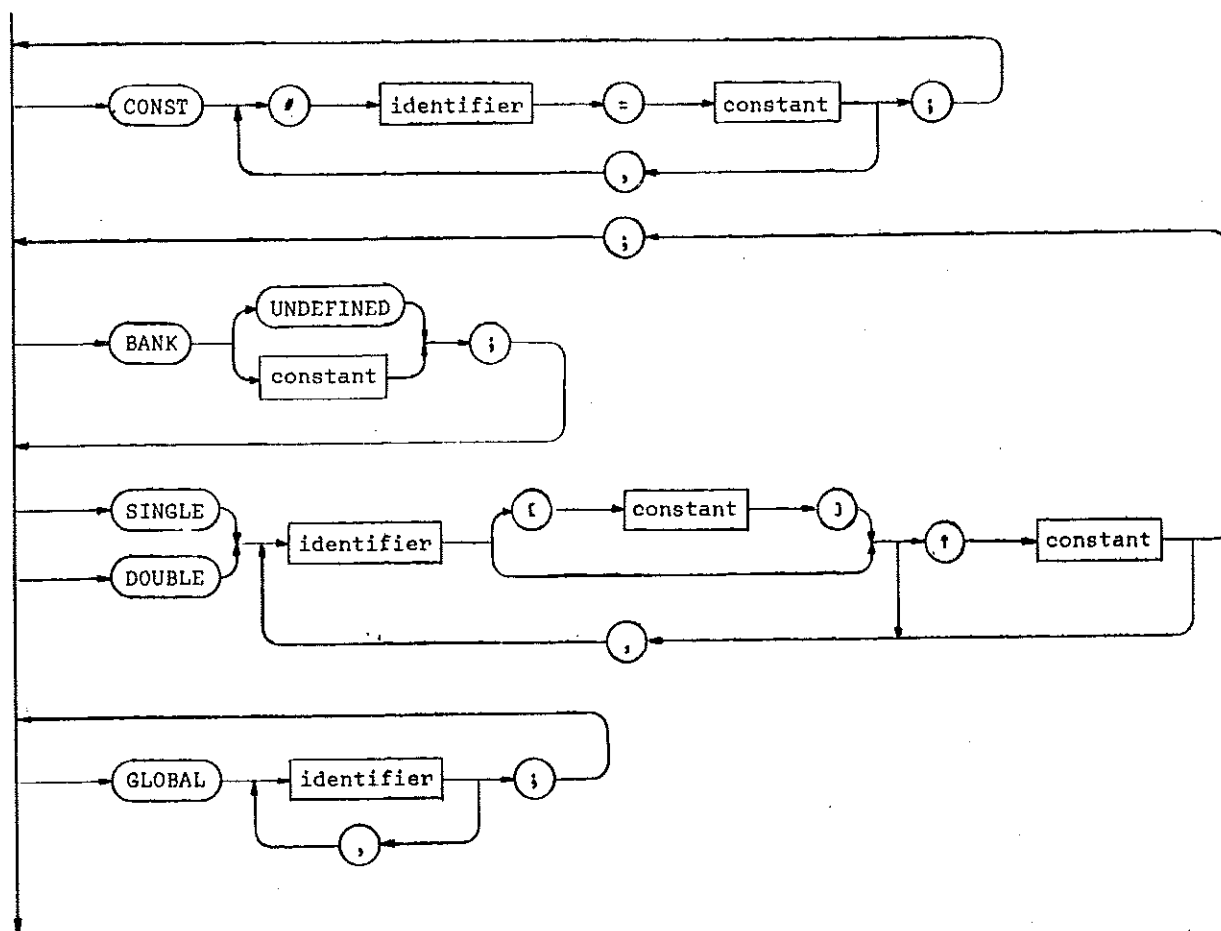 CONST # identifier = constant ;
,
;
UNDEFINED
BANK ;
constant
SINGLE [ constant ]
identifier ↑ constant
DOUBLE
,
GLOBAL identifier ;
,